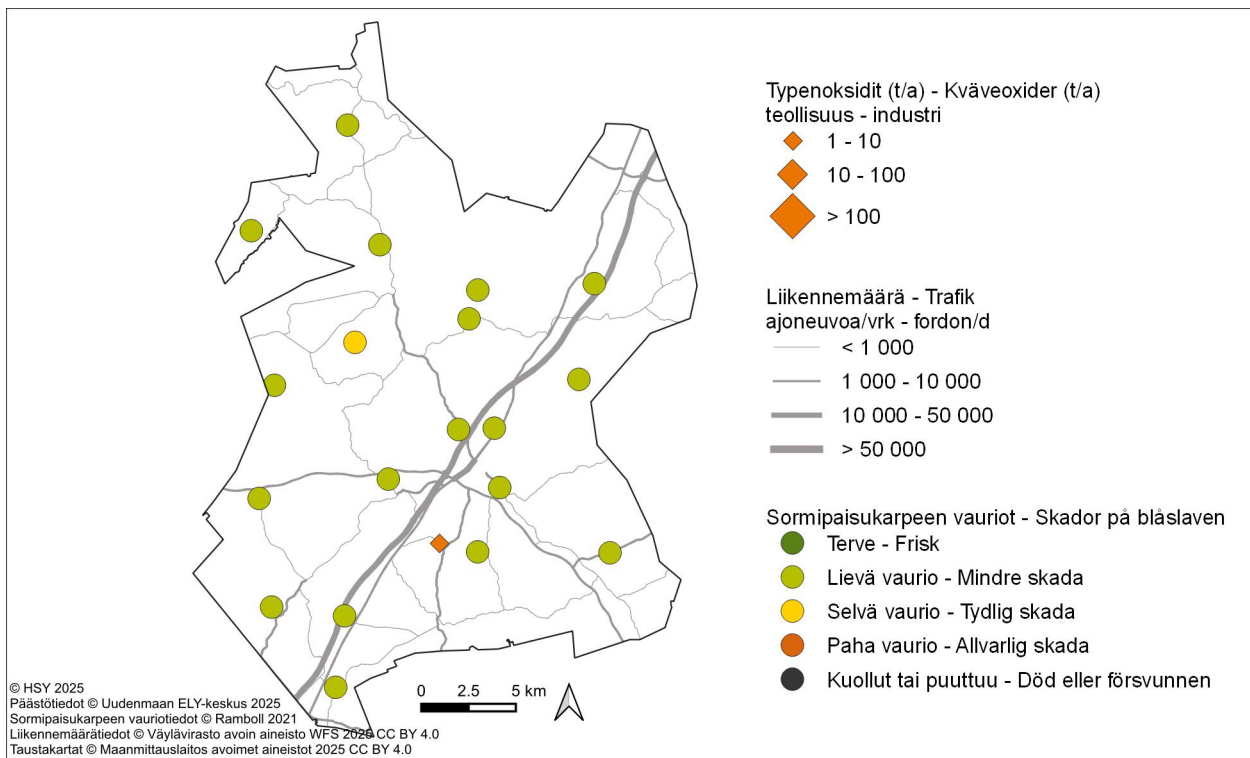 Typenoksidit (t/a) - Kväveoxider (t/a)
teollisuus - industri
1 - 10
10 - 100
> 100
Liikennemäärä - Trafik
ajoneuvoa/vrk - fordon/d
< 1 000
1 000 - 10 000
10 000 - 50 000
> 50 000
Sormipaisukarpeen vauriot - Skador på blåslaven
Terve - Frisk
Lievä vaurio - Mindre skada
Selvä vaurio - Tydlig skada
Paha vaurio - Allvarlig skada
Kuollut tai puuttuu - Död eller försvunnen
0 2.5 5 km
© HSY 2025
Päästötiedot © Uudenmaan ELY-keskus 2025
Sormipaisukarpeen vauriotiedot © Ramboll 2021
Liikennemäärätiedot © Väylävirasto avoin aineisto WFS 2025 CC BY 4.0
Taustakartat © Maanmittauslaitos avoimet aineistot 2025 CC BY 4.0